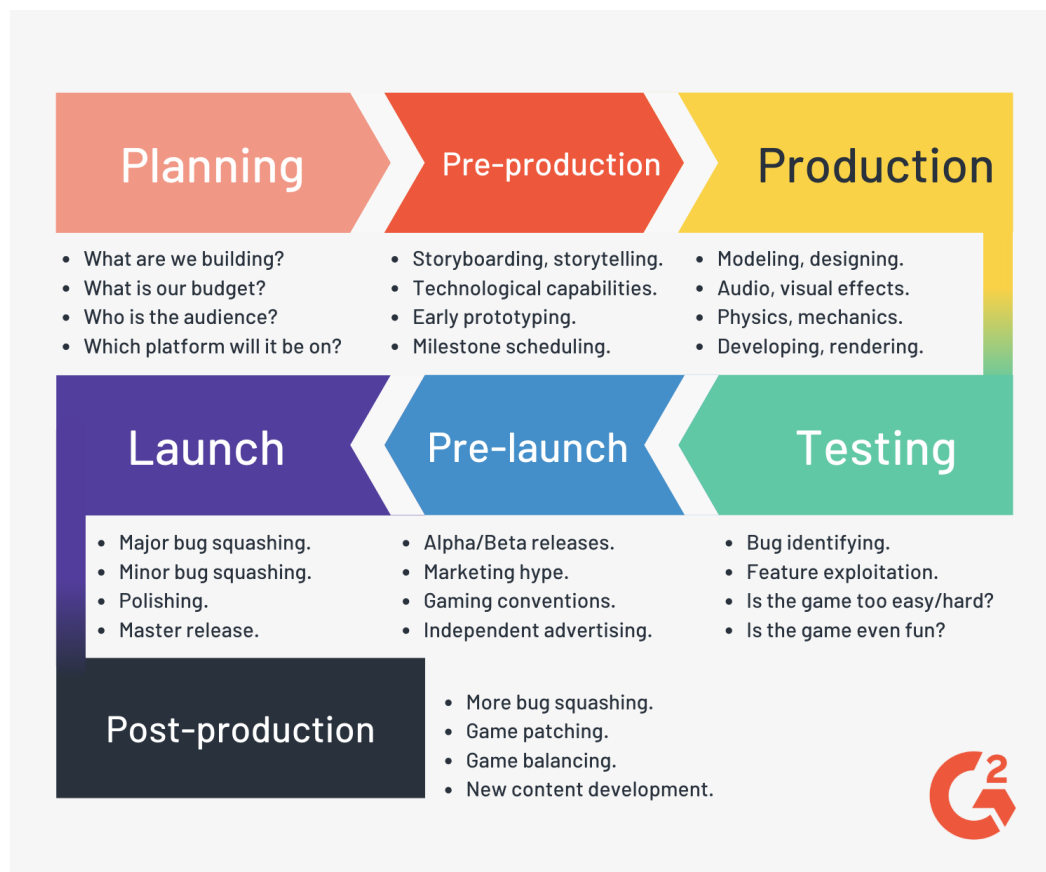 Planning
Pre-production
Production
• What are we building?
• What is our budget?
• Who is the audience?
• Which platform will it be on?
• Storyboarding, storytelling.
• Technological capabilities.
• Early prototyping.
• Milestone scheduling.
• Modeling, designing.
• Audio, visual effects.
• Physics, mechanics.
• Developing, rendering.
Testing
Pre-launch
Launch
• Bug identifying.
• Feature exploitation.
• Is the game too easy/hard?
• Is the game even fun?
• Alpha/Beta releases.
• Marketing hype.
• Gaming conventions.
• Independent advertising.
• Major bug squashing.
• Minor bug squashing.
• Polishing.
• Master release.
Post-production
• More bug squashing.
• Game patching.
• Game balancing.
• New content development.
G2